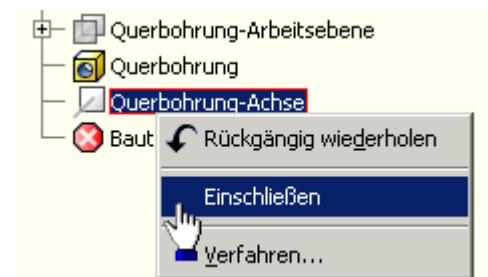 Querbohrung-Arbeitsebene
Querbohrung
Querbohrung-Achse
Baut
Rückgängig wiederholen
Einschließen
Verfahren...